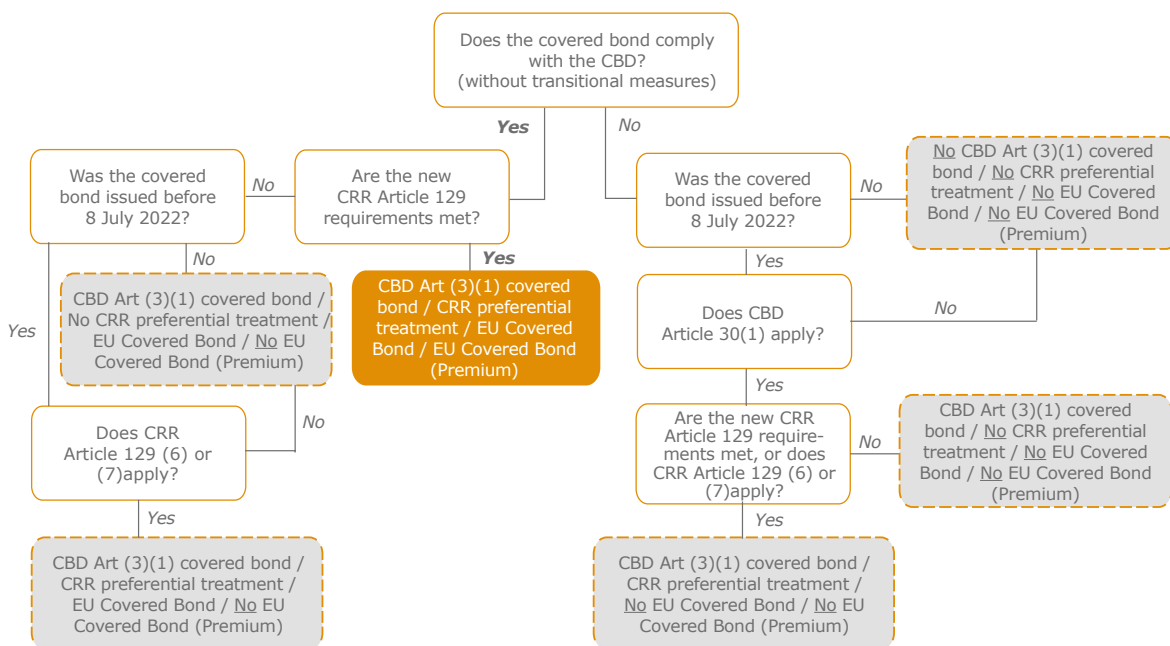 Does the covered bond comply
with the CBD?
(without transitional measures)
Yes
No
Was the covered
bond issued before
8 July 2022?
No
Are the new
CRR Article 129
requirements met?
Was the covered
bond issued before
8 July 2022?
No
No CBD Art (3)(1) covered
bond / No CRR preferential
treatment / No EU Covered
Bond / No EU Covered Bond
(Premium)
No
Yes
Yes
CBD Art (3)(1) covered bond /
No CRR preferential treatment /
EU Covered Bond / No EU
Covered Bond (Premium)
Yes
CBD Art (3)(1) covered
bond / CRR preferential
treatment / EU Covered
Bond / EU Covered Bond
(Premium)
Does CBD
Article 30(1) apply?
No
Yes
No
Does CRR
Article 129 (6) or
(7)apply?
Are the new CRR
Article 129 require-
ments met, or does
CRR Article 129 (6) or
(7)apply?
No
CBD Art (3)(1) covered
bond / No CRR preferential
treatment / No EU Covered
Bond / No EU Covered Bond
(Premium)
Yes
Yes
CBD Art (3)(1) covered bond /
CRR preferential treatment /
EU Covered Bond / No EU
Covered Bond (Premium)
CBD Art (3)(1) covered bond /
CRR preferential treatment /
No EU Covered Bond / No EU
Covered Bond (Premium)